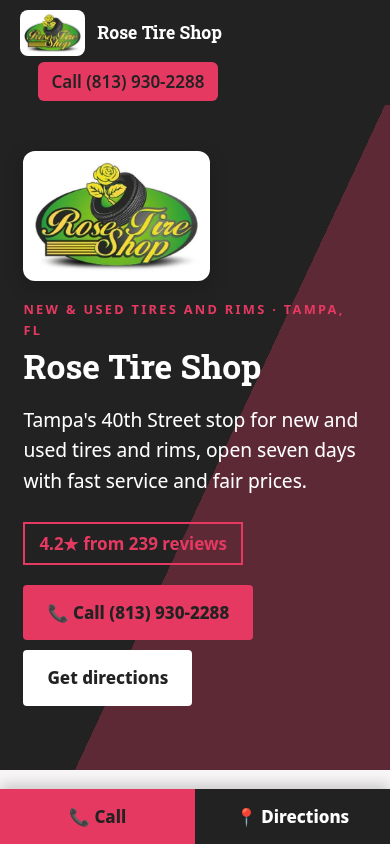 Rose Tire Shop
Rose Tire Shop
Call (813) 930-2288
Rose Tire
Shop
NEW & USED TIRES AND RIMS · TAMPA,
FL
Rose Tire Shop
Tampa's 40th Street stop for new and
used tires and rims, open seven days
with fast service and fair prices.
4.2★ from 239 reviews
📞 Call (813) 930-2288
Get directions
📞 Call
📍 Directions